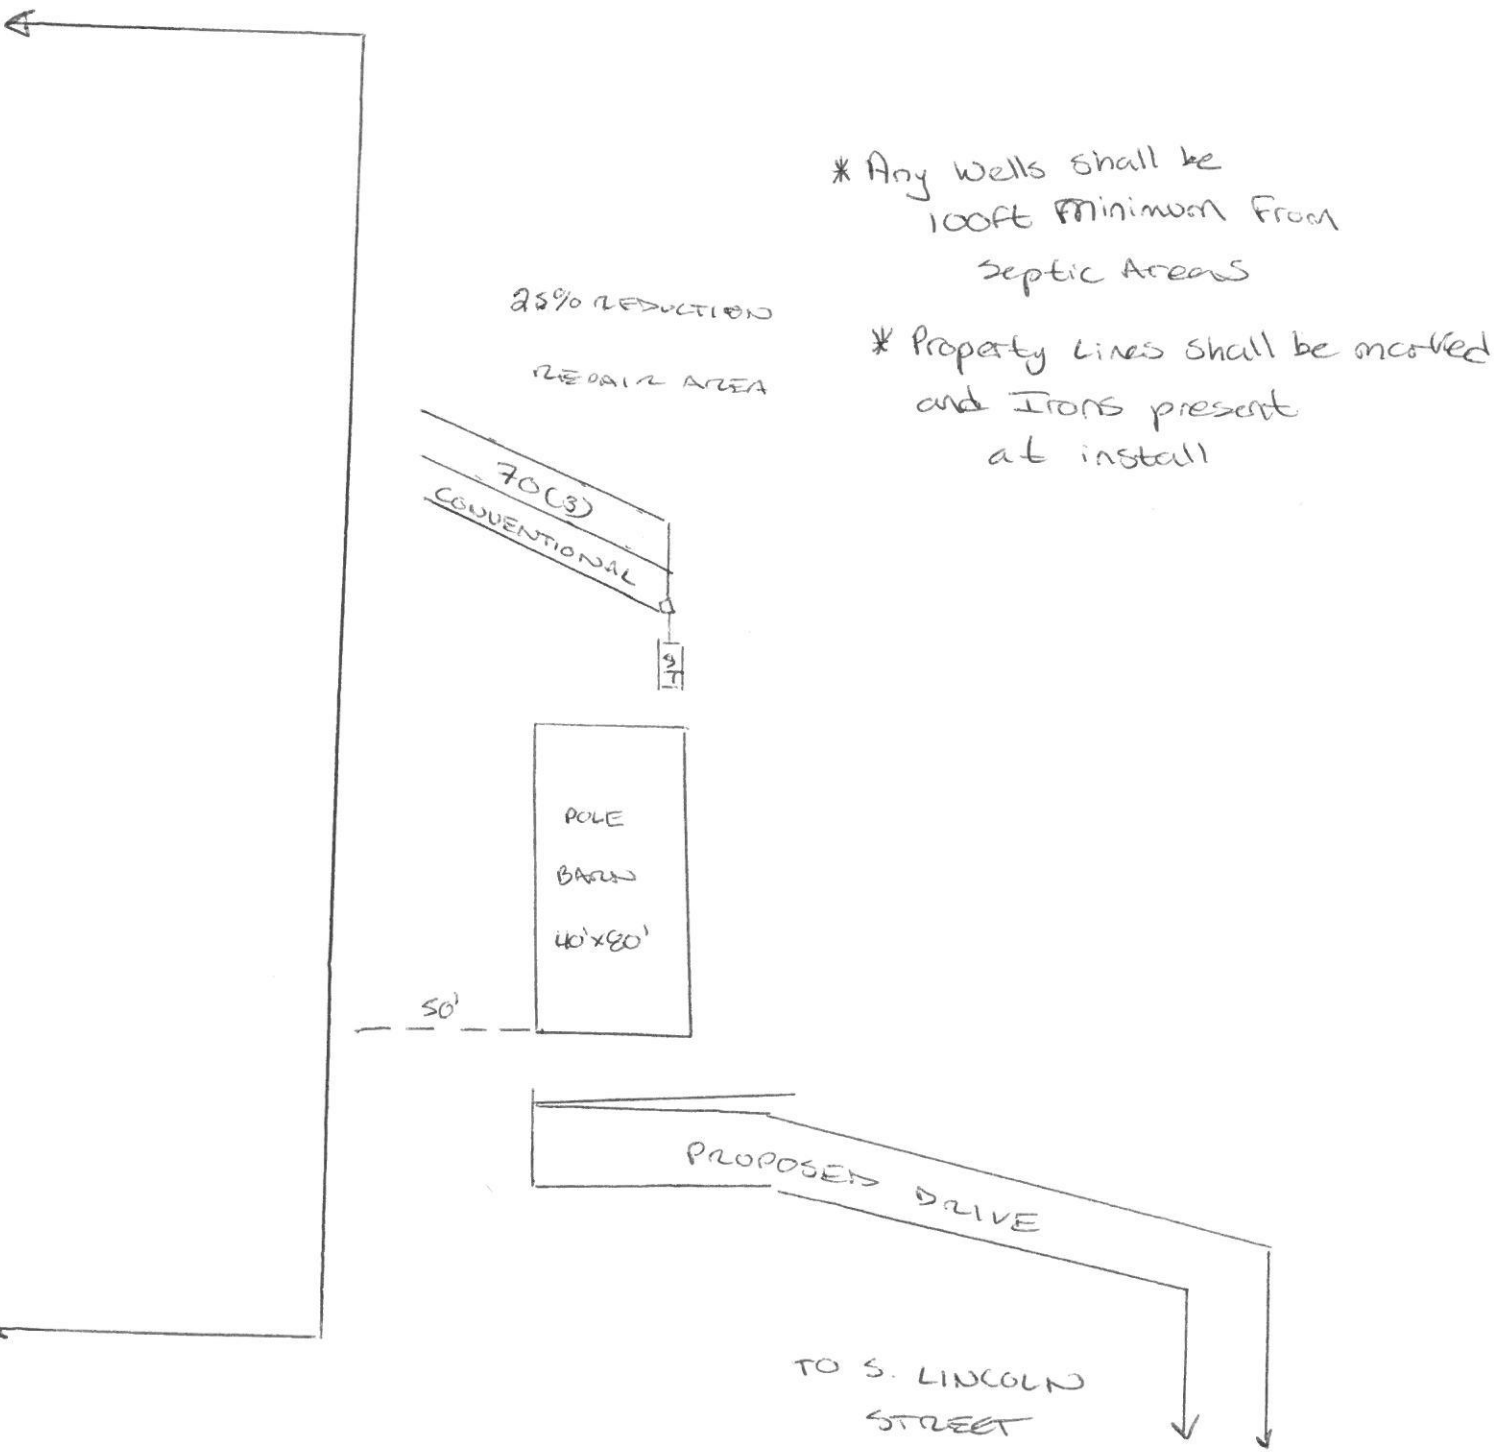 * Any Wells shall be
100ft Minimum From
Septic Areas
25% REDUCTION
REPAIR AREA
* Property Lines shall be marked
and Irons present
at install
70(3)
CONVENTIONAL
ST
POLE
BARN
40'x80'
50'
PROPOSED DRIVE
TO S. LINCOLN
STREET